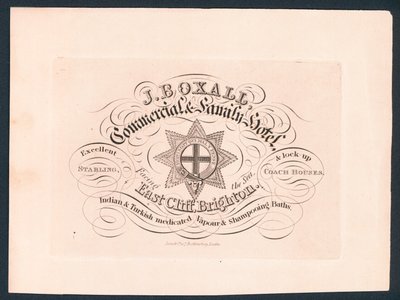 J. BOXALL,
Commercial & Family Hotel,
Excellent
STABLING,
& lock-up
COACH HOUSES,
facing the Sea
East Cliff, Brighton.
Indian & Turkish medicated Vapour & Shampooing Baths.